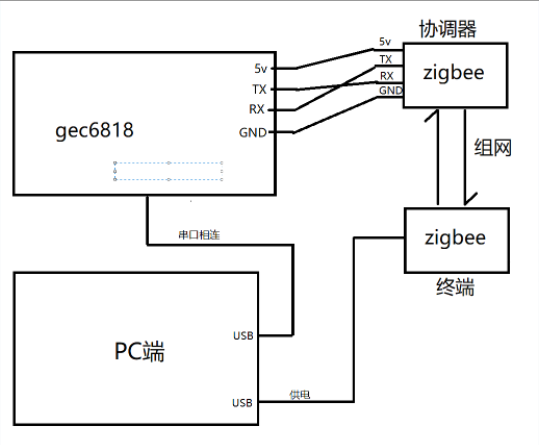 协调器
5v
5v
TX
zigbee
TX
RX
RX
GND
gec6818
GND
组网
串口相连
zigbee
终端
USB
PC端
供电
USB